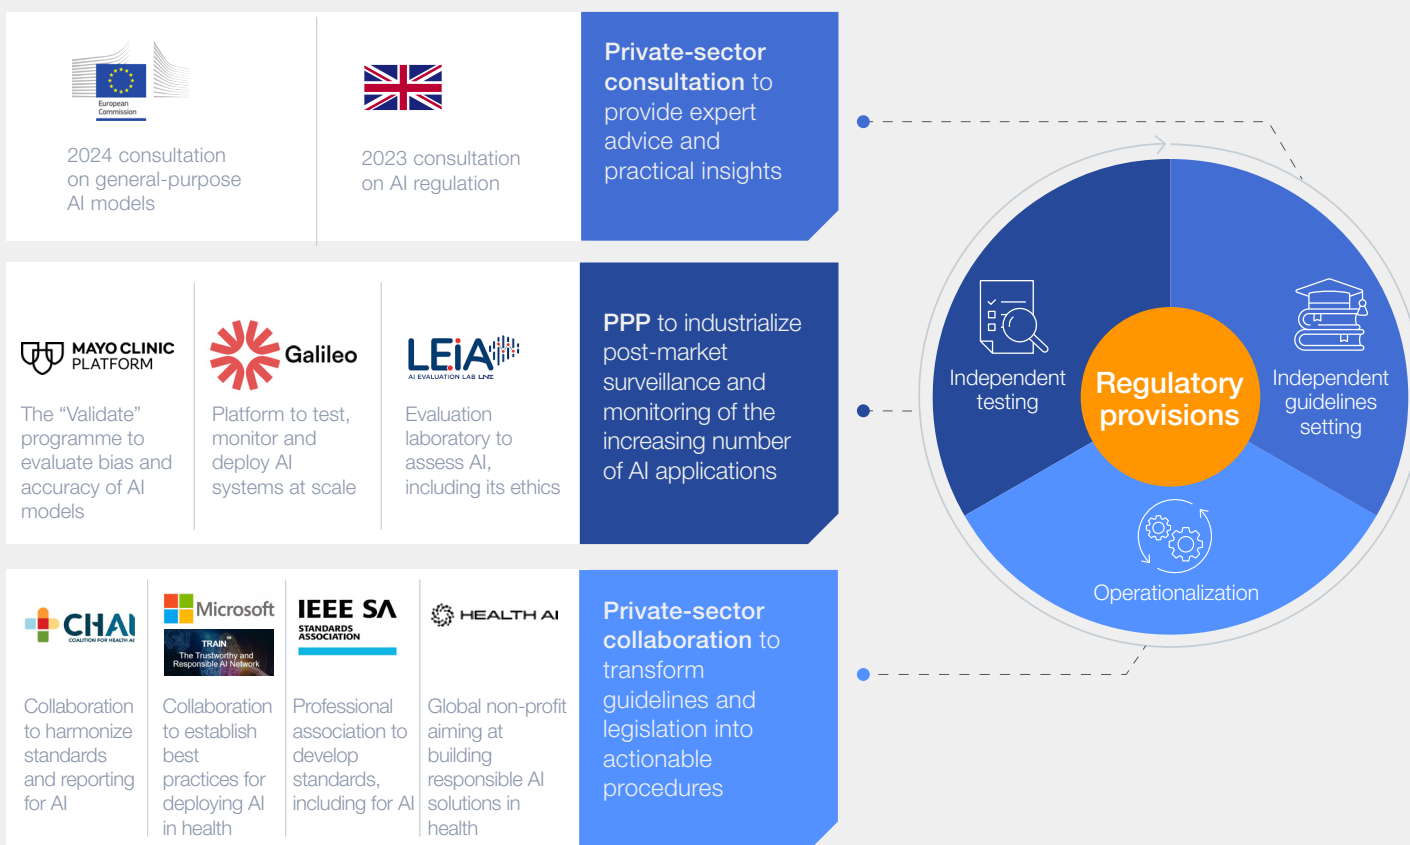 European
Commission
2024 consultation
on general-purpose
AI models
2023 consultation
on AI regulation
Private-sector
consultation to
provide expert
advice and
practical insights
MAYO CLINIC
PLATFORM
The “Validate”
programme to
evaluate bias and
accuracy of AI
models
Galileo
Platform to test,
monitor and
deploy AI
systems at scale
LEiA
AI EVALUATION LAB LNE
Evaluation
laboratory to
assess AI,
including its ethics
PPP to industrialize
post-market
surveillance and
monitoring of the
increasing number
of AI applications
CHAI
COALITION FOR HEALTH AI
Collaboration
to harmonize
standards
and reporting
for AI
Microsoft
TRAIN™
The Trustworthy and
Responsible AI Network
Collaboration
to establish
best
practices for
deploying AI
in health
IEEE SA
STANDARDS
ASSOCIATION
Professional
association to
develop
standards,
including for AI
HEALTH AI
Global non-profit
aiming at
building
responsible AI
solutions in
health
Private-sector
collaboration to
transform
guidelines and
legislation into
actionable
procedures
Independent
testing
Regulatory
provisions
Independent
guidelines
setting
Operationalization